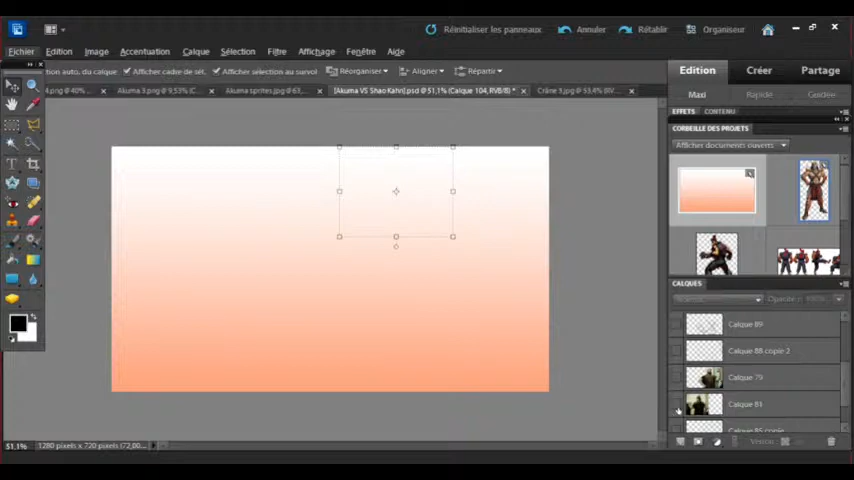 Réinitialiser les panneaux Annuler Rétablir Organiseur
Fichier Edition Image Accentuation Calque Sélection Filtre Affichage Fenêtre Aide
Edition Créer Partage
tion auto. du calque Afficher cadre de sél. Afficher sélection au survol Réorganiser Aligner Répartir
Maxi Rapide Guidée
4.png @ 40% Akuma 3.png @ 9,53% (C Akuma sprites.jpg @ 63, [Akuma VS Shao Kahn].psd @ 51,1% (Calque 104, RVB/8) * Crâne 3.jpg @ 53,4% (RVB/8)
EFFETS CONTENU
CORBEILLE DES PROJETS
Afficher documents ouverts
CALQUES
Calque 89
Calque 88 copie 2
Calque 79
Calque 81
Calque 85 copie
51,1% 1280 pixels x 720 pixels (72,00...